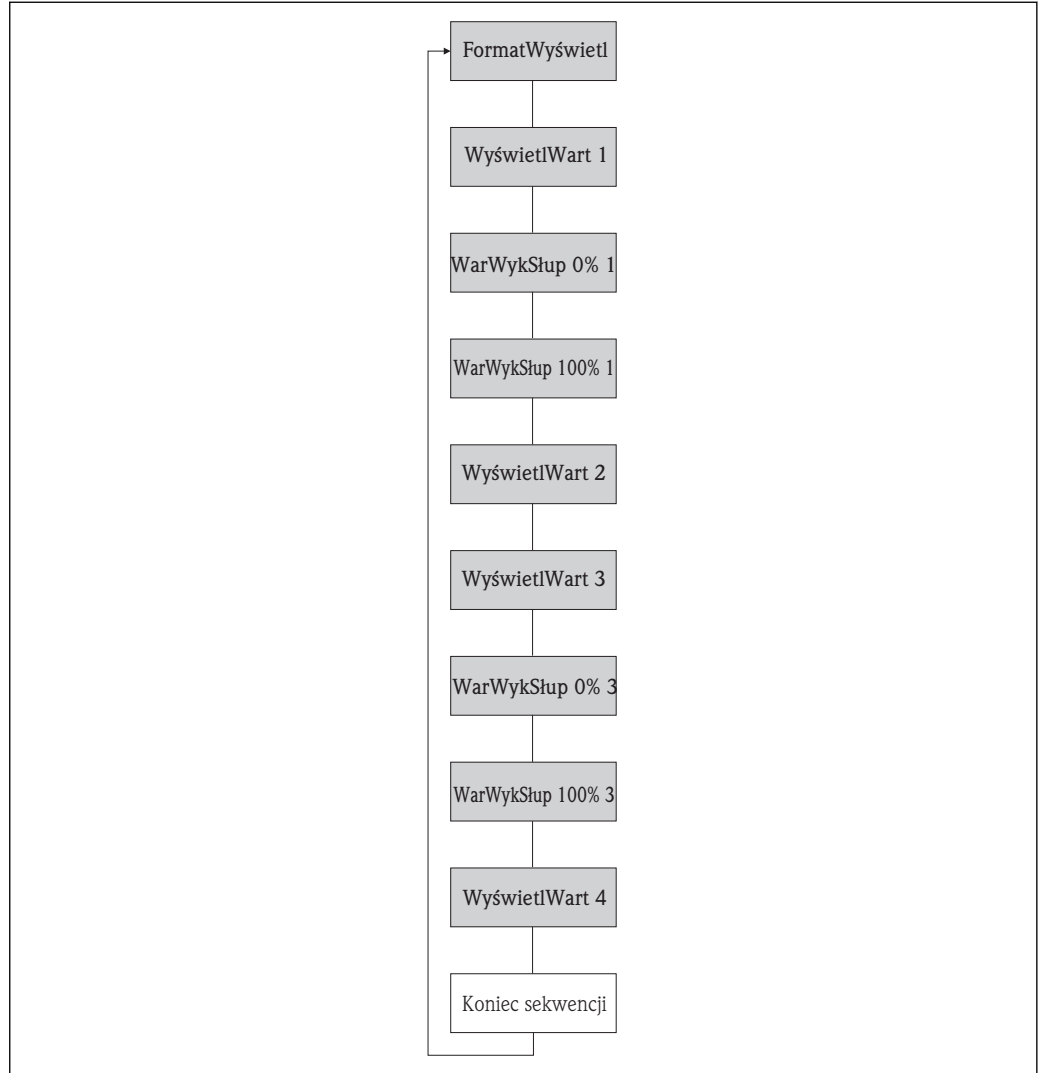 FormatWyświetl
WyświetlWart 1
WarWykSłup 0% 1
WarWykSłup 100% 1
WyświetlWart 2
WyświetlWart 3
WarWykSłup 0% 3
WarWykSłup 100% 3
WyświetlWart 4
Koniec sekwencji